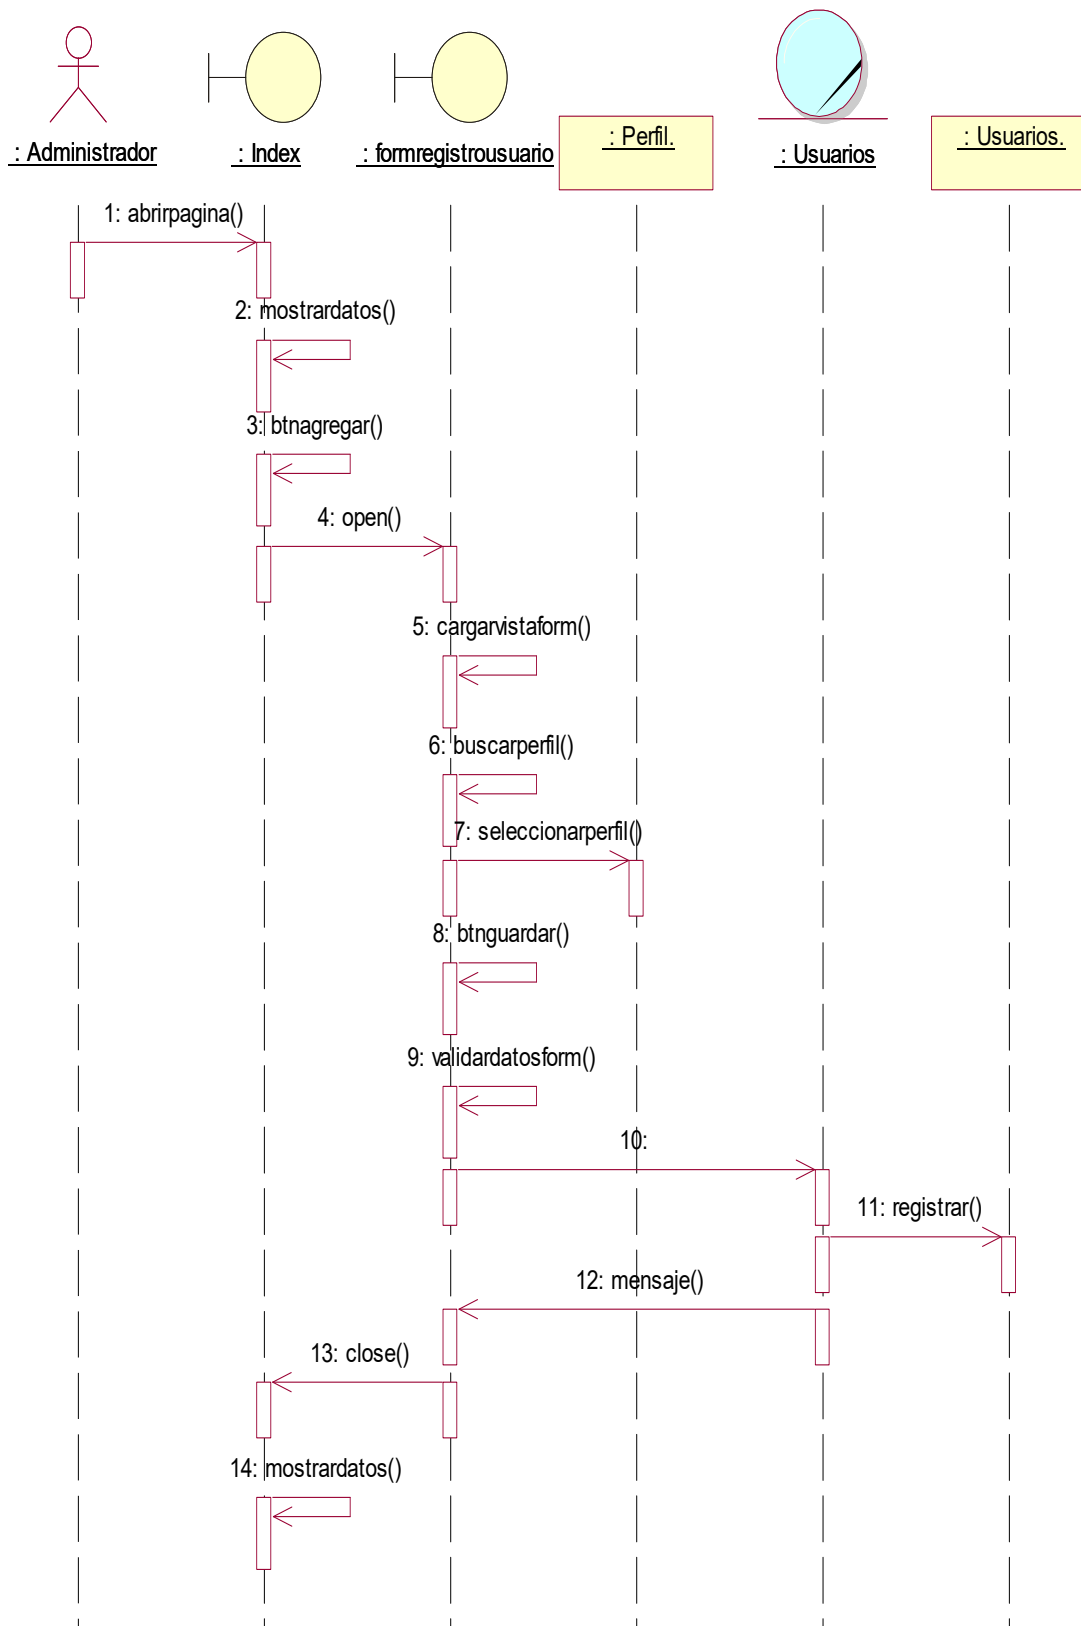 : Administrador
: Index
: formregistrousuario
: Perfil.
: Usuarios
: Usuarios.
1: abrirpagina()
2: mostrardatos()
3: btnagregar()
4: open()
5: cargarvistaform()
6: buscarperfil()
7: seleccionarperfil()
8: btnguardar()
9: validardatosform()
10:
11: registrar()
12: mensaje()
13: close()
14: mostrardatos()